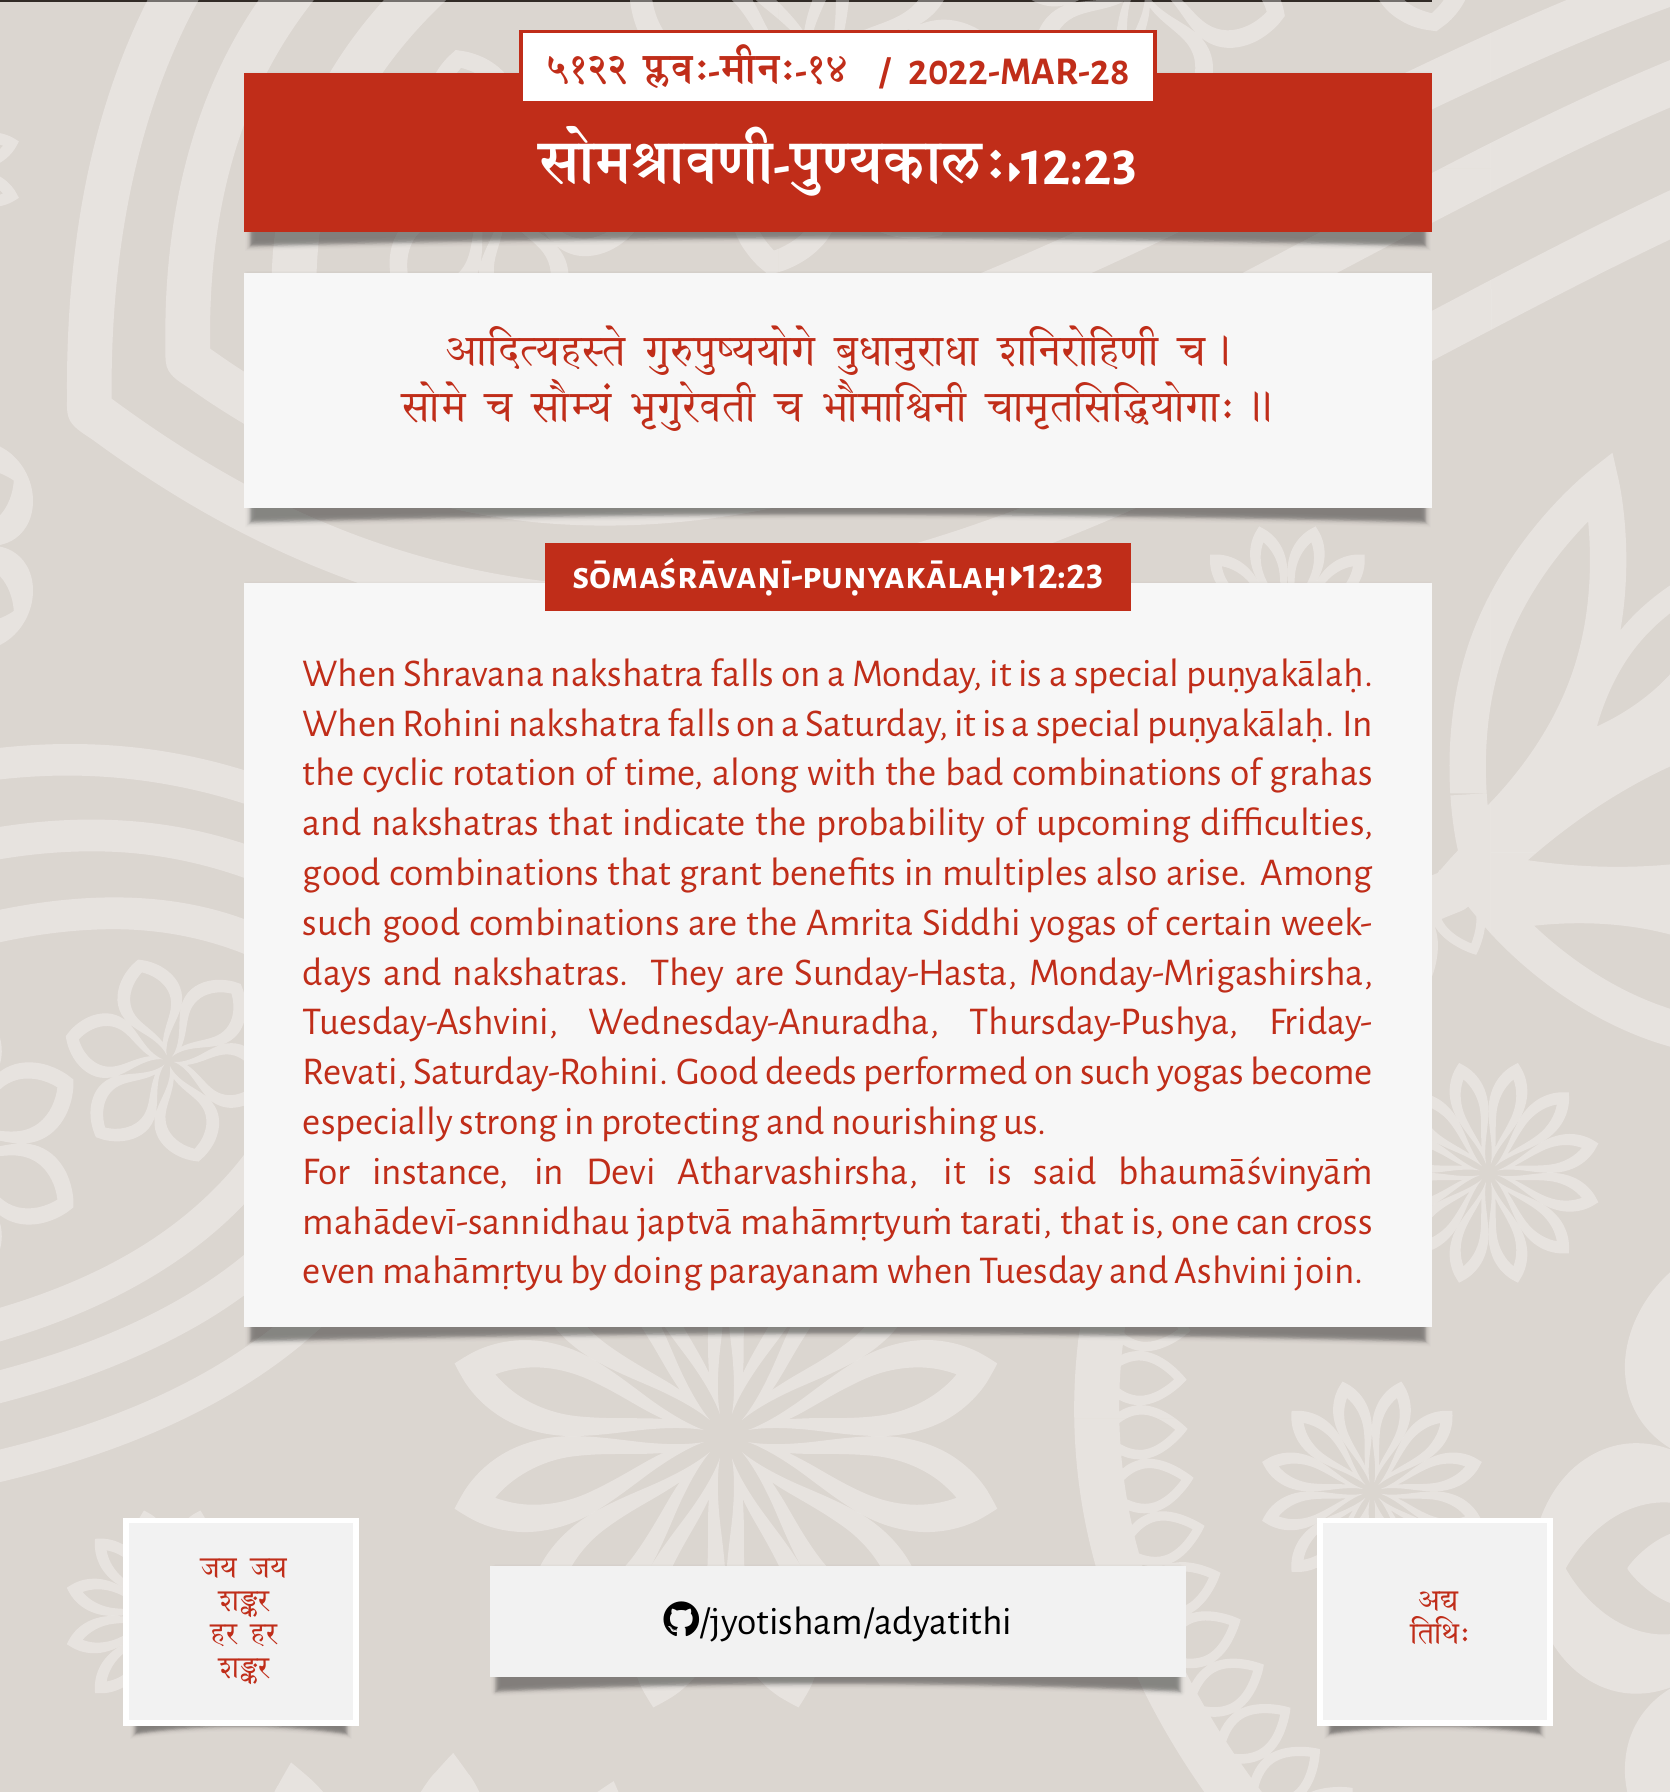 ५१२२ प्लवः-मीनः-१४ / 2022-MAR-28
सोमश्रावणी-पुण्यकालः▸12:23
आदित्यहस्ते गुरुपुष्ययोगे बुधानुराधा शनिरोहिणी च।
सोमे च सौम्यं भृगुरेवती च भौमाश्विनी चामृतसिद्धियोगाः॥
SŌMAŚRĀVAṆĪ-PUṆYAKĀLAḤ▸12:23
When Shravana nakshatra falls on a Monday, it is a special puṇyakālaḥ.
When Rohini nakshatra falls on a Saturday, it is a special puṇyakālaḥ. In
the cyclic rotation of time, along with the bad combinations of grahas
and nakshatras that indicate the probability of upcoming difficulties,
good combinations that grant benefits in multiples also arise. Among
such good combinations are the Amrita Siddhi yogas of certain week-
days and nakshatras. They are Sunday-Hasta, Monday-Mrigashirsha,
Tuesday-Ashvini, Wednesday-Anuradha, Thursday-Pushya, Friday-
Revati, Saturday-Rohini. Good deeds performed on such yogas become
especially strong in protecting and nourishing us.
For instance, in Devi Atharvashirsha, it is said bhaumāśvinyāṁ
mahādevī-sannidhau japtvā mahāmṛtyuṁ tarati, that is, one can cross
even mahāmṛtyu by doing parayanam when Tuesday and Ashvini join.
जय जय
शङ्कर
हर हर
शङ्कर
/jyotisham/adyatithi
अद्य
तिथिः